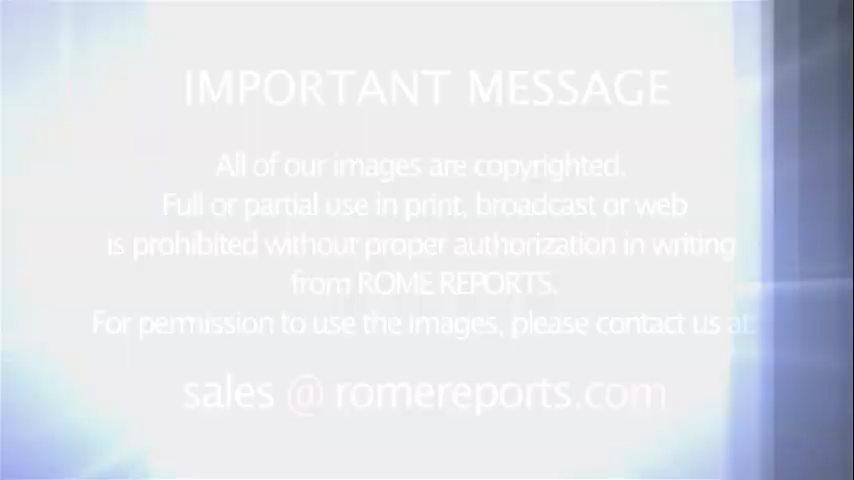 IMPORTANT MESSAGE
All of our images are copyrighted.
Full or partial use in print, broadcast or web
is prohibited without proper authorization in writing
from ROME REPORTS.
For permission to use the images, please contact us at:
sales @ romereports.com